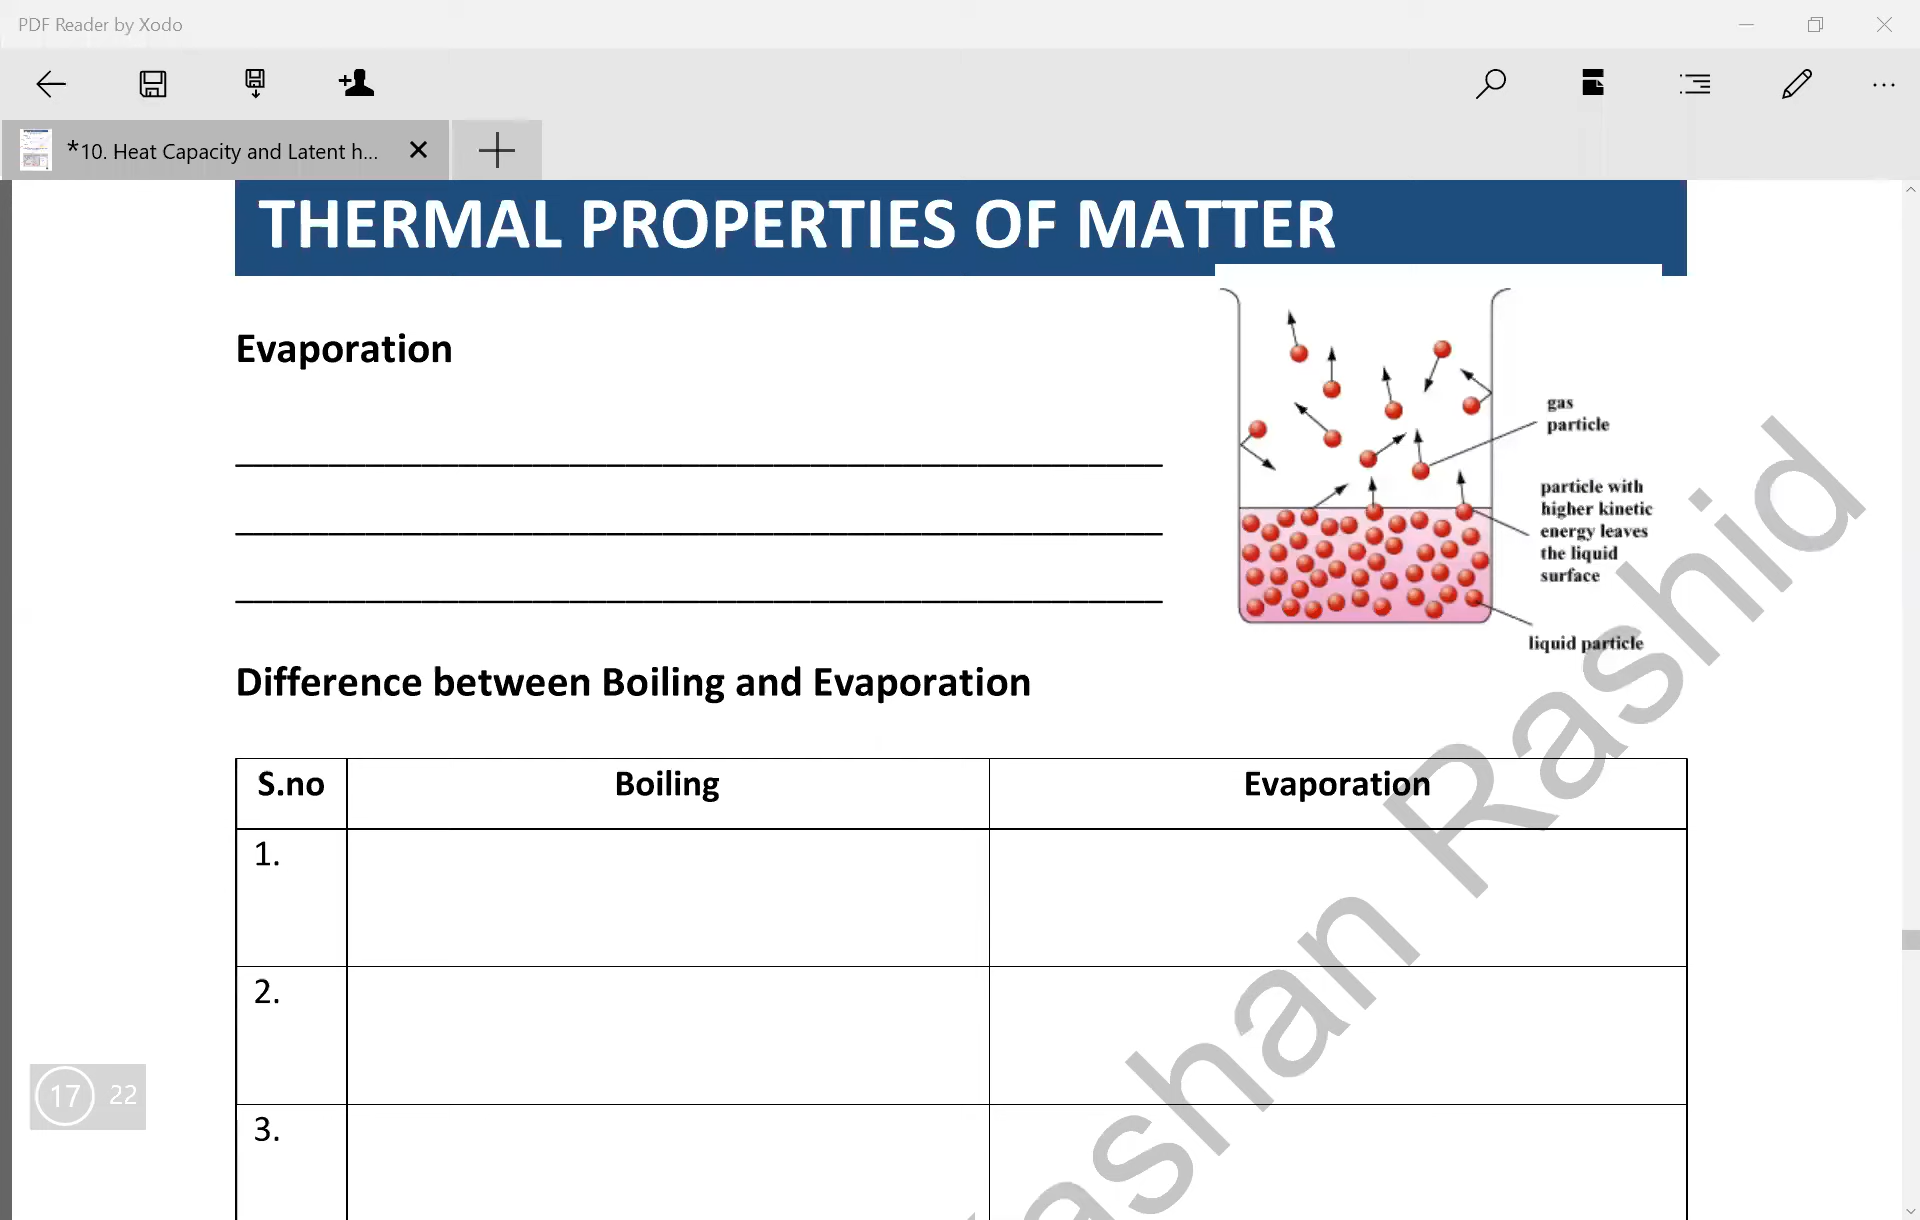 PDF Reader by Xodo
*10. Heat Capacity and Latent h...
THERMAL PROPERTIES OF MATTER
Evaporation
gas
particle
particle with
higher kinetic
energy leaves
the liquid
surface
liquid particle
Difference between Boiling and Evaporation
S.no Boiling Evaporation
1.
2.
3.
17 22
Rashid